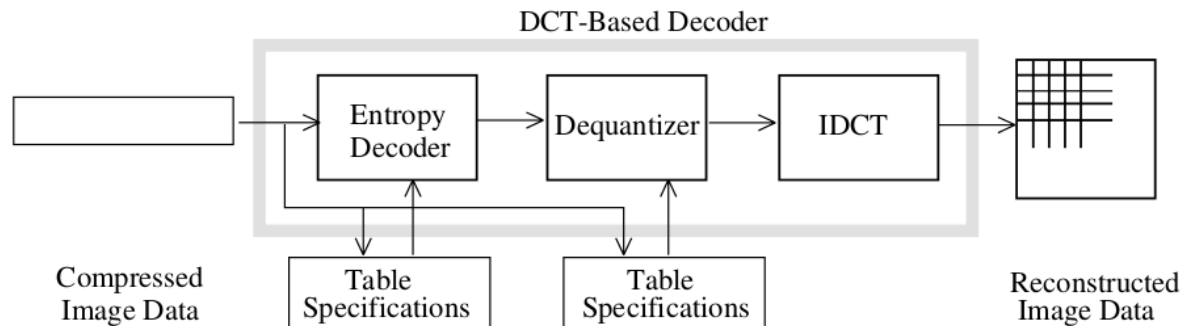 DCT-Based Decoder
Entropy
Decoder
Dequantizer
IDCT
Compressed
Image Data
Table
Specifications
Table
Specifications
Reconstructed
Image Data